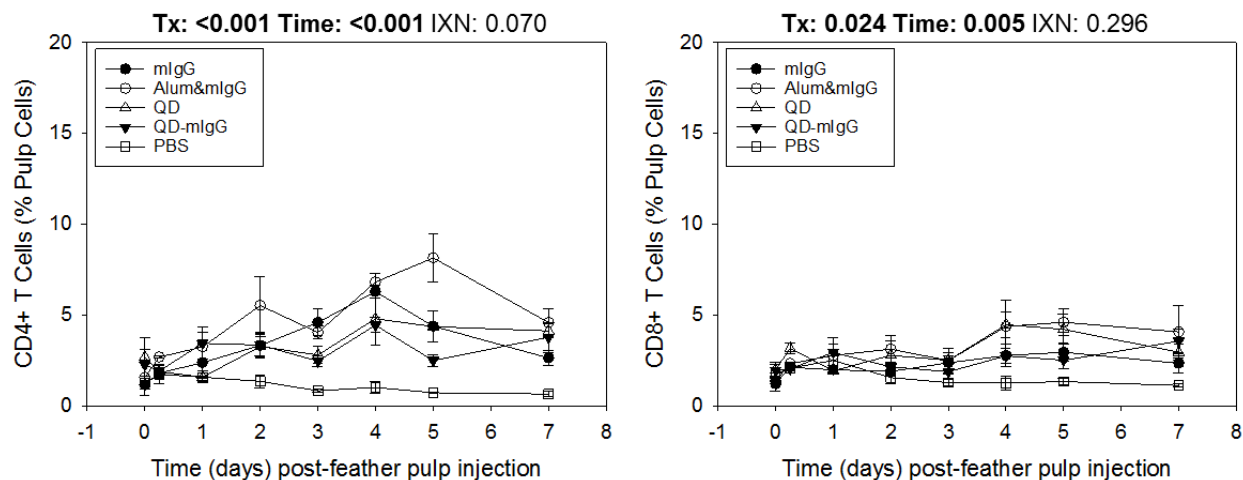 Tx: <0.001 Time: <0.001 IXN: 0.070
20
15
10
5
0
CD4+ T Cells (% Pulp Cells)
mIgG
Alum&mIgG
QD
QD-mIgG
PBS
-1 0 1 2 3 4 5 6 7 8
Time (days) post-feather pulp injection
Tx: 0.024 Time: 0.005 IXN: 0.296
20
15
10
5
0
CD8+ T Cells (% Pulp Cells)
mIgG
Alum&mIgG
QD
QD-mIgG
PBS
-1 0 1 2 3 4 5 6 7 8
Time (days) post-feather pulp injection